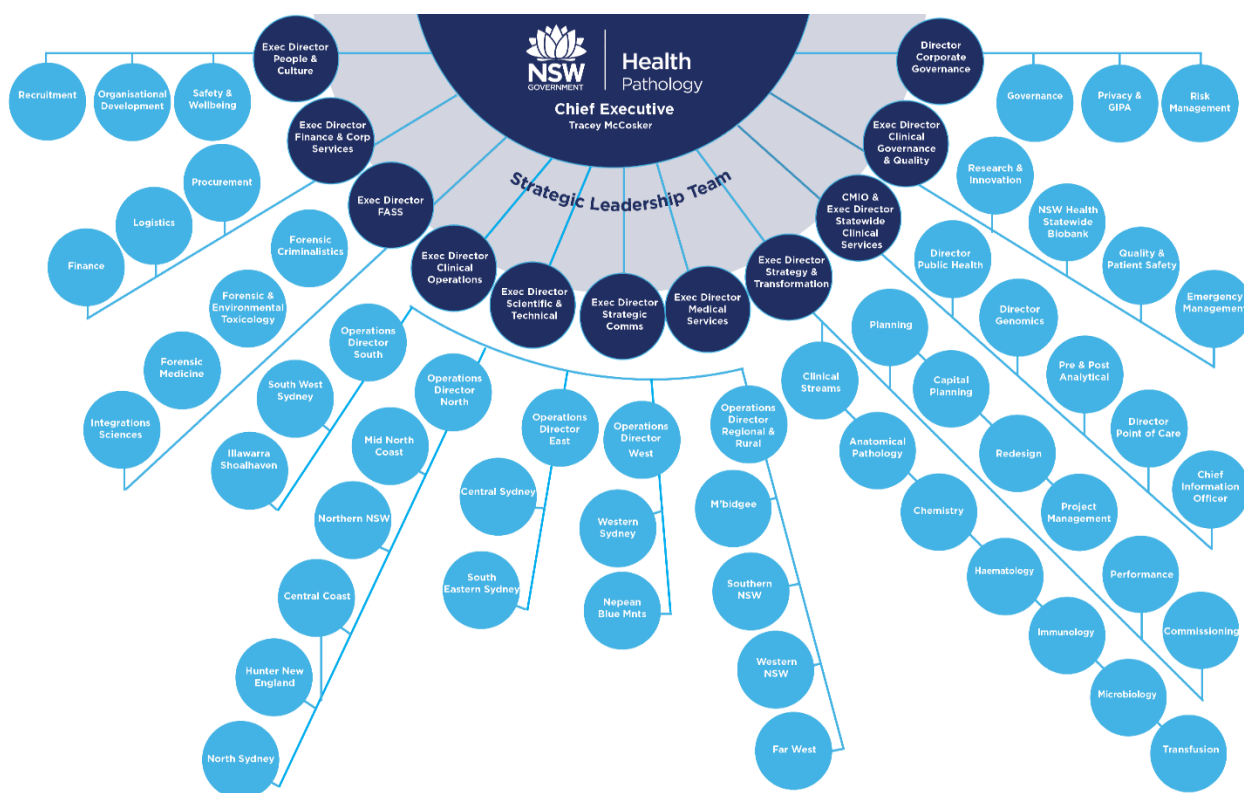 NSW
GOVERNMENT
Health
Pathology
Chief Executive
Tracey McCosker
Strategic Leadership Team
Exec Director
People &
Culture
Recruitment
Organisational
Development
Safety &
Wellbeing
Exec Director
Finance & Corp
Services
Procurement
Logistics
Finance
Exec Director
FASS
Forensic
Criminalistics
Forensic &
Environmental
Toxicology
Forensic
Medicine
Integrations
Sciences
Exec Director
Clinical
Operations
Operations
Director
South
South West
Sydney
Illawarra
Shoalhaven
Operations
Director
North
Mid North
Coast
Northern NSW
Central Coast
Hunter New
England
North Sydney
Operations
Director
East
Central Sydney
South
Eastern Sydney
Operations
Director
West
Western
Sydney
Nepean
Blue Mnts
Operations
Director
Regional &
Rural
M'bidgee
Southern
NSW
Western
NSW
Far West
Exec Director
Scientific &
Technical
Exec Director
Strategic
Comms
Exec Director
Medical
Services
Exec Director
Strategy &
Transformation
Clinical
Streams
Anatomical
Pathology
Chemistry
Haematology
Immunology
Microbiology
Transfusion
Planning
Capital
Planning
Redesign
Project
Management
Performance
Commissioning
CMIO &
Exec Director
Statewide
Clinical
Services
Director
Public Health
Director
Genomics
Pre & Post
Analytical
Director
Point of Care
Chief
Information
Officer
Exec Director
Clinical
Governance
& Quality
Research &
Innovation
NSW Health
Statewide
Biobank
Quality &
Patient Safety
Emergency
Management
Director
Corporate
Governance
Governance
Privacy &
GIPA
Risk
Management